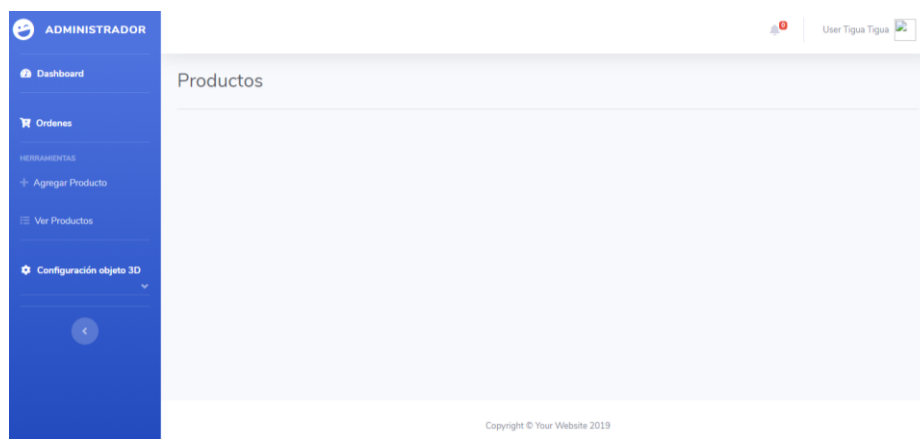 ADMINISTRADOR
0
User Tigua Tigua
Dashboard
Productos
Ordenes
HERRAMIENTAS
Agregar Producto
Ver Productos
Configuración objeto 3D
Copyright © Your Website 2019